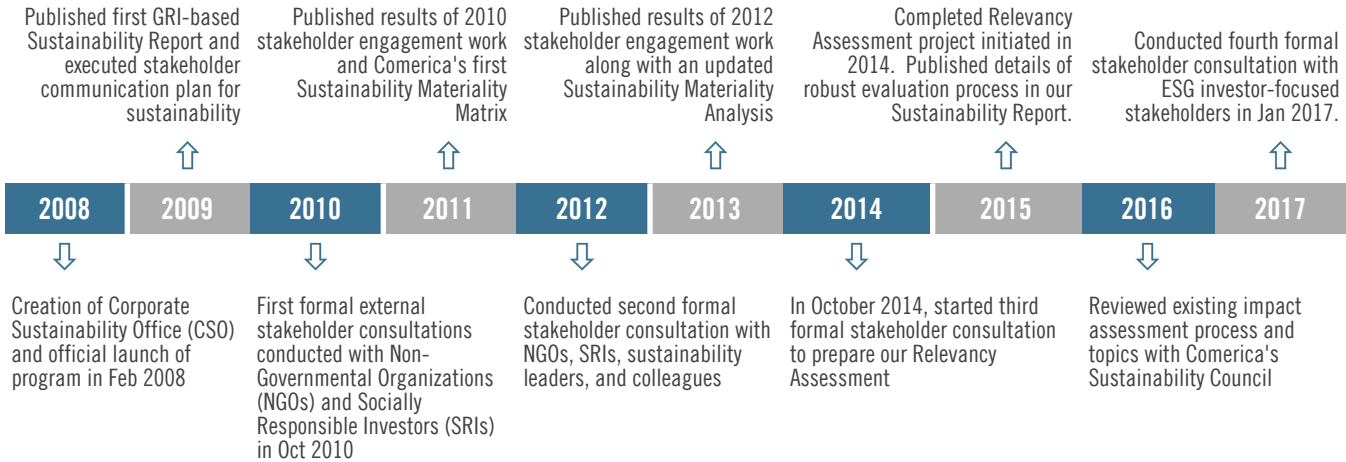 Published first GRI-based
Sustainability Report and
executed stakeholder
communication plan for
sustainability
Published results of 2010
stakeholder engagement work
and Comerica's first
Sustainability Materiality
Matrix
Published results of 2012
stakeholder engagement work
along with an updated
Sustainability Materiality
Analysis
Completed Relevancy
Assessment project initiated in
2014. Published details of
robust evaluation process in our
Sustainability Report.
Conducted fourth formal
stakeholder consultation with
ESG investor-focused
stakeholders in Jan 2017.
2008
2009
2010
2011
2012
2013
2014
2015
2016
2017
Creation of Corporate
Sustainability Office (CSO)
and official launch of
program in Feb 2008
First formal external
stakeholder consultations
conducted with Non-
Governmental Organizations
(NGOs) and Socially
Responsible Investors (SRIs)
in Oct 2010
Conducted second formal
stakeholder consultation with
NGOs, SRIs, sustainability
leaders, and colleagues
In October 2014, started third
formal stakeholder consultation
to prepare our Relevancy
Assessment
Reviewed existing impact
assessment process and
topics with Comerica's
Sustainability Council